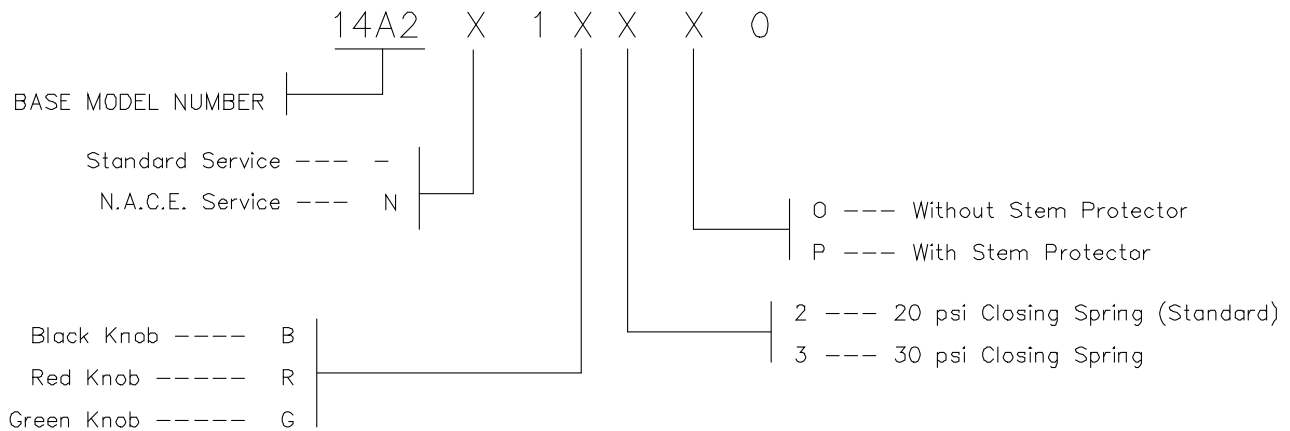 14A2 X 1 X X X 0
BASE MODEL NUMBER
Standard Service --- -
N.A.C.E. Service --- N
0 --- Without Stem Protector
P --- With Stem Protector
2 --- 20 psi Closing Spring (Standard)
3 --- 30 psi Closing Spring
Black Knob ---- B
Red Knob ----- R
Green Knob ----- G